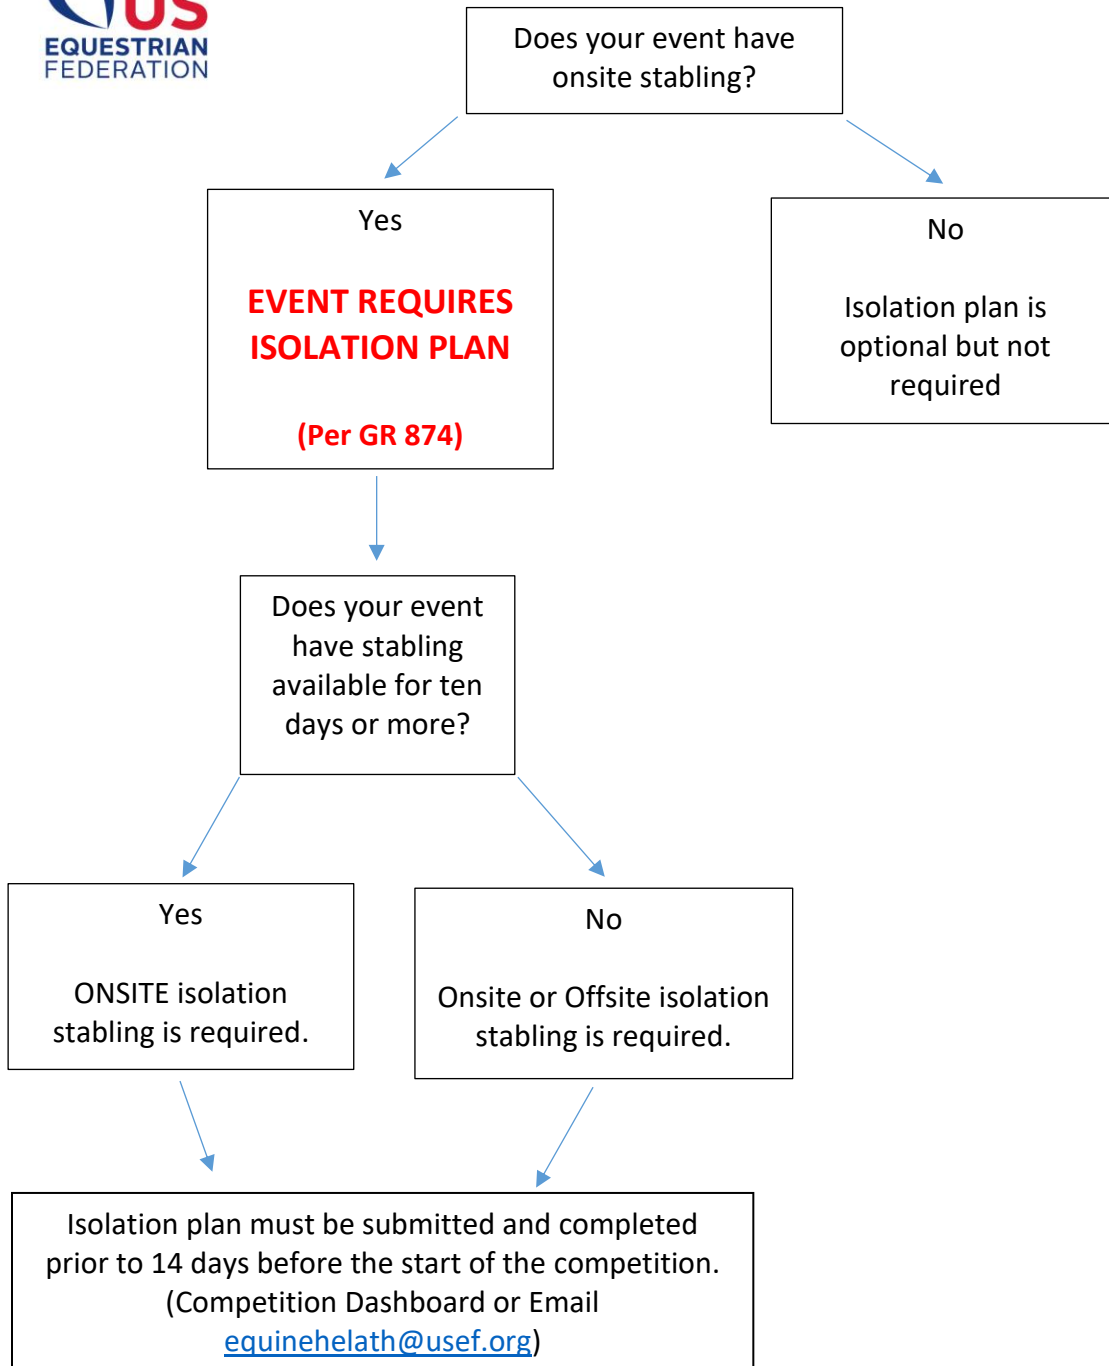 US
EQUESTRIAN
FEDERATION
Does your event have
onsite stabling?
Yes
EVENT REQUIRES
ISOLATION PLAN
(Per GR 874)
No
Isolation plan is
optional but not
required
Does your event
have stabling
available for ten
days or more?
Yes
ONSITE isolation
stabling is required.
No
Onsite or Offsite isolation
stabling is required.
Isolation plan must be submitted and completed
prior to 14 days before the start of the competition.
(Competition Dashboard or Email
equinehelath@usef.org)